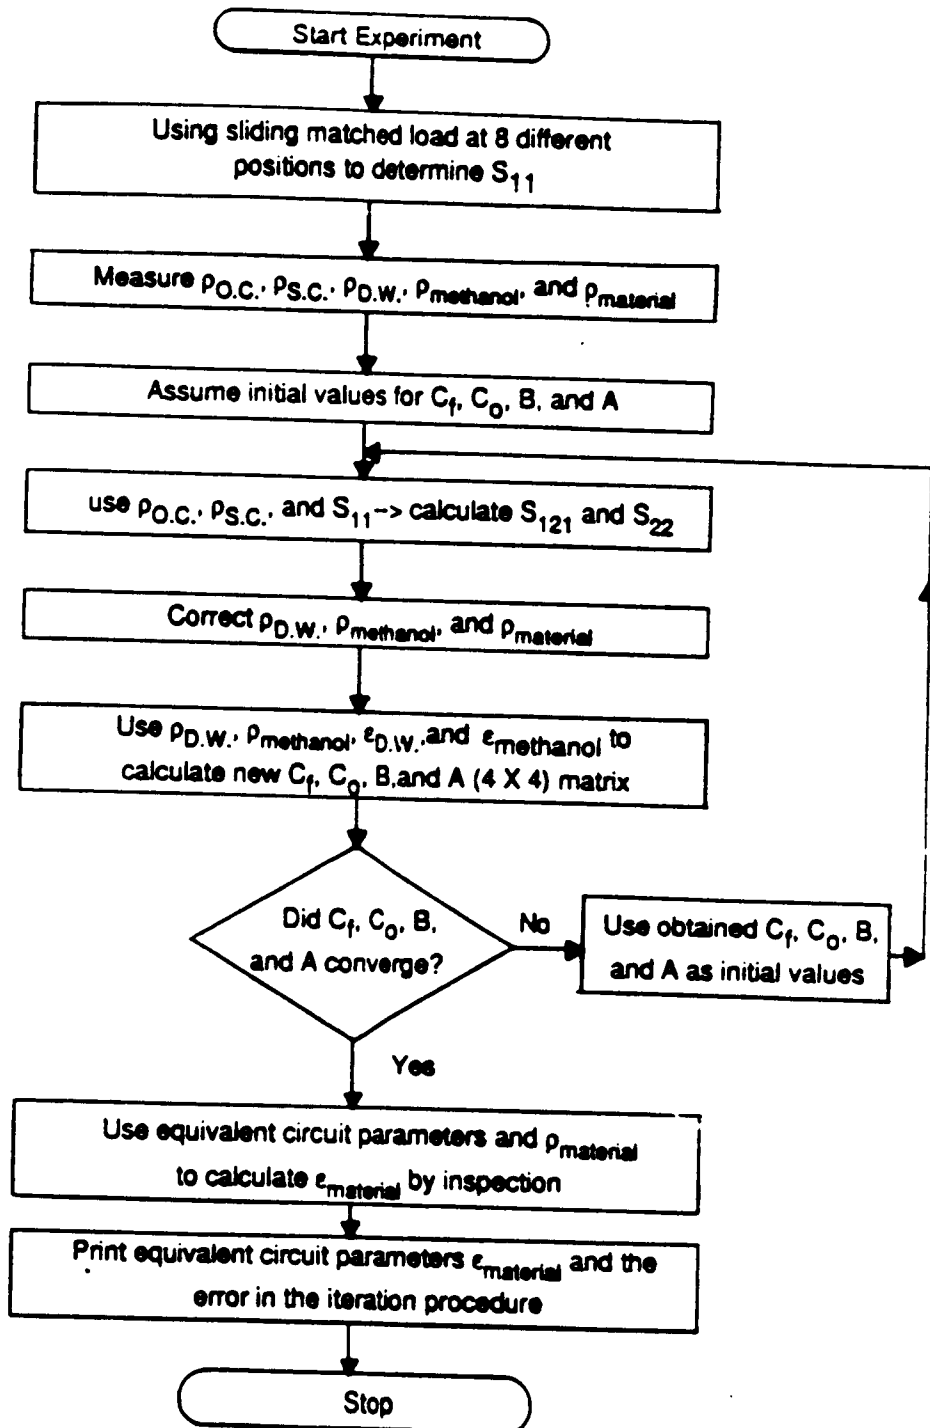 Start Experiment
Using sliding matched load at 8 different
positions to determine S11
Measure ρO.C., ρS.C., ρD.W., ρmethanol, and ρmaterial
Assume initial values for Cf, Co, B, and A
use ρO.C., ρS.C., and S11-> calculate S121 and S22
Correct ρD.W., ρmethanol, and ρmaterial
Use ρD.W., ρmethanol, εD.W.,and εmethanol to
calculate new Cf, Co, B,and A (4 X 4) matrix
Did Cf, Co, B,
and A converge?
No
Use obtained Cf, Co, B,
and A as initial values
Yes
Use equivalent circuit parameters and ρmaterial
to calculate εmaterial by inspection
Print equivalent circuit parameters εmaterial and the
error in the iteration procedure
Stop